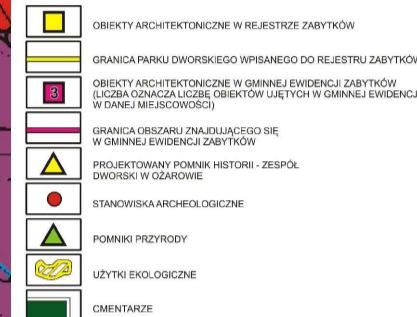 OBIEKTY ARCHITEKTONICZNE W REJESTRZE ZABYTKÓW
GRANICA PARKU DWORSKIEGO WPISANEGO DO REJESTRU ZABYTKÓW
3
OBIEKTY ARCHITEKTONICZNE W GMINNEJ EWIDENCJI ZABYTKÓW
(LICZBA OZNACZA LICZBĘ OBIEKTÓW UJĘTYCH W GMINNEJ EWIDENCJI
W DANEJ MIEJSCOWOŚCI)
GRANICA OBSZARU ZNAJDUJĄCEGO SIĘ
W GMINNEJ EWIDENCJI ZABYTKÓW
PROJEKTOWANY POMNIK HISTORII - ZESPÓŁ
DWORSKI W OŻAROWIE
STANOWISKA ARCHEOLOGICZNE
POMNIKI PRZYRODY
UŻYTKI EKOLOGICZNE
CMENTARZE